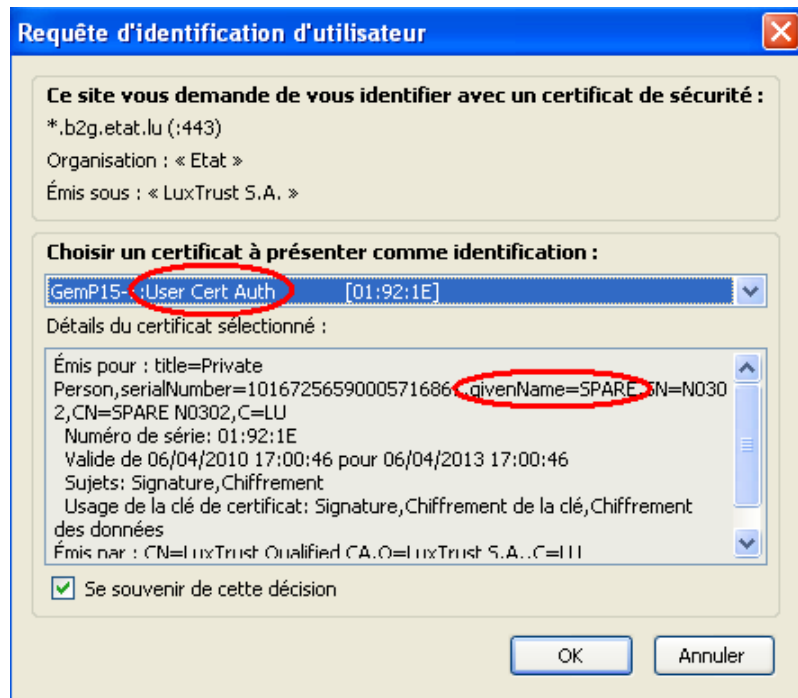 Requête d'identification d'utilisateur
Ce site vous demande de vous identifier avec un certificat de sécurité :
*.b2g.etat.lu (:443)
Organisation : « Etat »
Émis sous : « LuxTrust S.A. »
Choisir un certificat à présenter comme identification :
GemP15- :User Cert Auth [01:92:1E]
Détails du certificat sélectionné :
Émis pour : title=Private
Person,serialNumber=1016725659000571686 ,givenName=SPARE,SN=N030
2,CN=SPARE N0302,C=LU
Numéro de série: 01:92:1E
Valide de 06/04/2010 17:00:46 pour 06/04/2013 17:00:46
Sujets: Signature,Chiffrement
Usage de la clé de certificat: Signature,Chiffrement de la clé,Chiffrement
des données
Émis par : CN=LuxTrust Qualified CA,O=LuxTrust S.A.,C=LU
Se souvenir de cette décision
OK Annuler